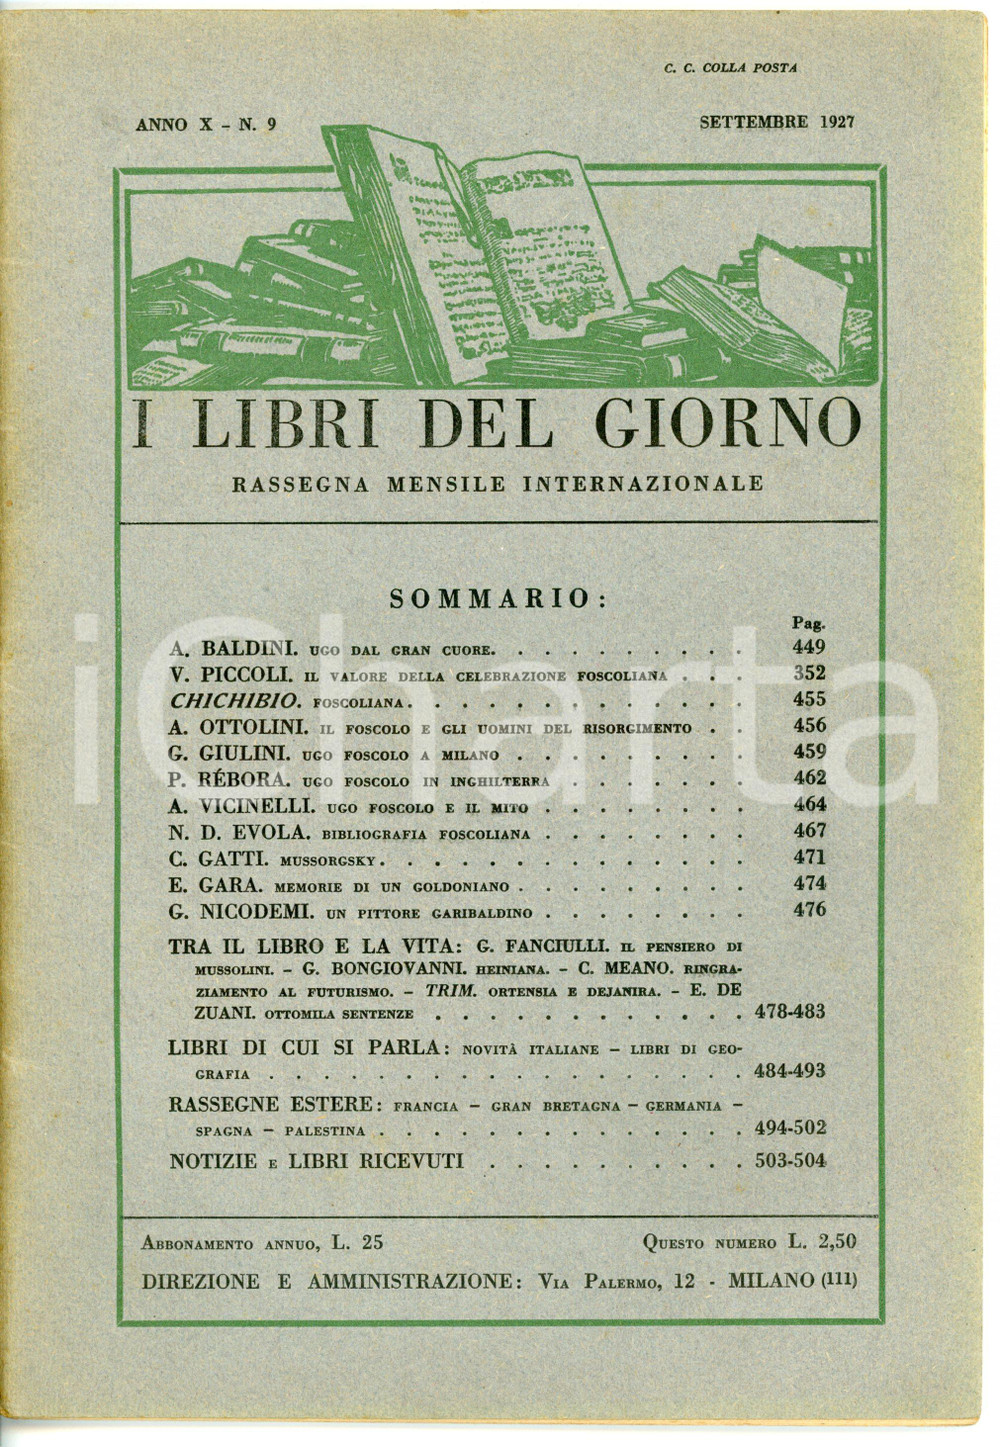 C. C. COLLA POSTA
ANNO X - N. 9
SETTEMBRE 1927
I LIBRI DEL GIORNO
RASSEGNA MENSILE INTERNAZIONALE
SOMMARIO:
Pag.
A. BALDINI. UGO DAL GRAN CUORE. . . . . . . . . . 449
V. PICCOLI. IL VALORE DELLA CELEBRAZIONE FOSCOLIANA . . . 352
CHICHIBIO. FOSCOLIANA. . . . . . . . . . . . . 455
A. OTTOLINI. IL FOSCOLO E GLI UOMINI DEL RISORGIMENTO . . 456
G. GIULINI. UGO FOSCOLO A MILANO . . . . . . . . . 459
P. RÉBORA. UGO FOSCOLO IN INGHILTERRA . . . . . . . 462
A. VICINELLI. UGO FOSCOLO E IL MITO . . . . . . . . 464
N. D. EVOLA. BIBLIOGRAFIA FOSCOLIANA . . . . . . . . 467
C. GATTI. MUSSORGSKY. . . . . . . . . . . . . . 471
E. GARA. MEMORIE DI UN GOLDONIANO . . . . . . . . . 474
G. NICODEMI. UN PITTORE GARIBALDINO . . . . . . . . 476
TRA IL LIBRO E LA VITA: G. FANCIULLI. IL PENSIERO DI
MUSSOLINI. - G. BONGIOVANNI. HEINIANA. - C. MEANO. RINGRA-
ZIAMENTO AL FUTURISMO. - TRIM. ORTENSIA E DEJANIRA. - E. DE
ZUANI. OTTOMILA SENTENZE . . . . . . . . . . . . 478-483
LIBRI DI CUI SI PARLA: NOVITÀ ITALIANE - LIBRI DI GEO-
GRAFIA . . . . . . . . . . . . . . . . . . 484-493
RASSEGNE ESTERE: FRANCIA - GRAN BRETAGNA - GERMANIA -
SPAGNA - PALESTINA . . . . . . . . . . . . . . 494-502
NOTIZIE E LIBRI RICEVUTI . . . . . . . . . . 503-504
ABBONAMENTO ANNUO, L. 25
QUESTO NUMERO L. 2,50
DIREZIONE E AMMINISTRAZIONE: VIA PALERMO, 12 - MILANO (111)
iCharta